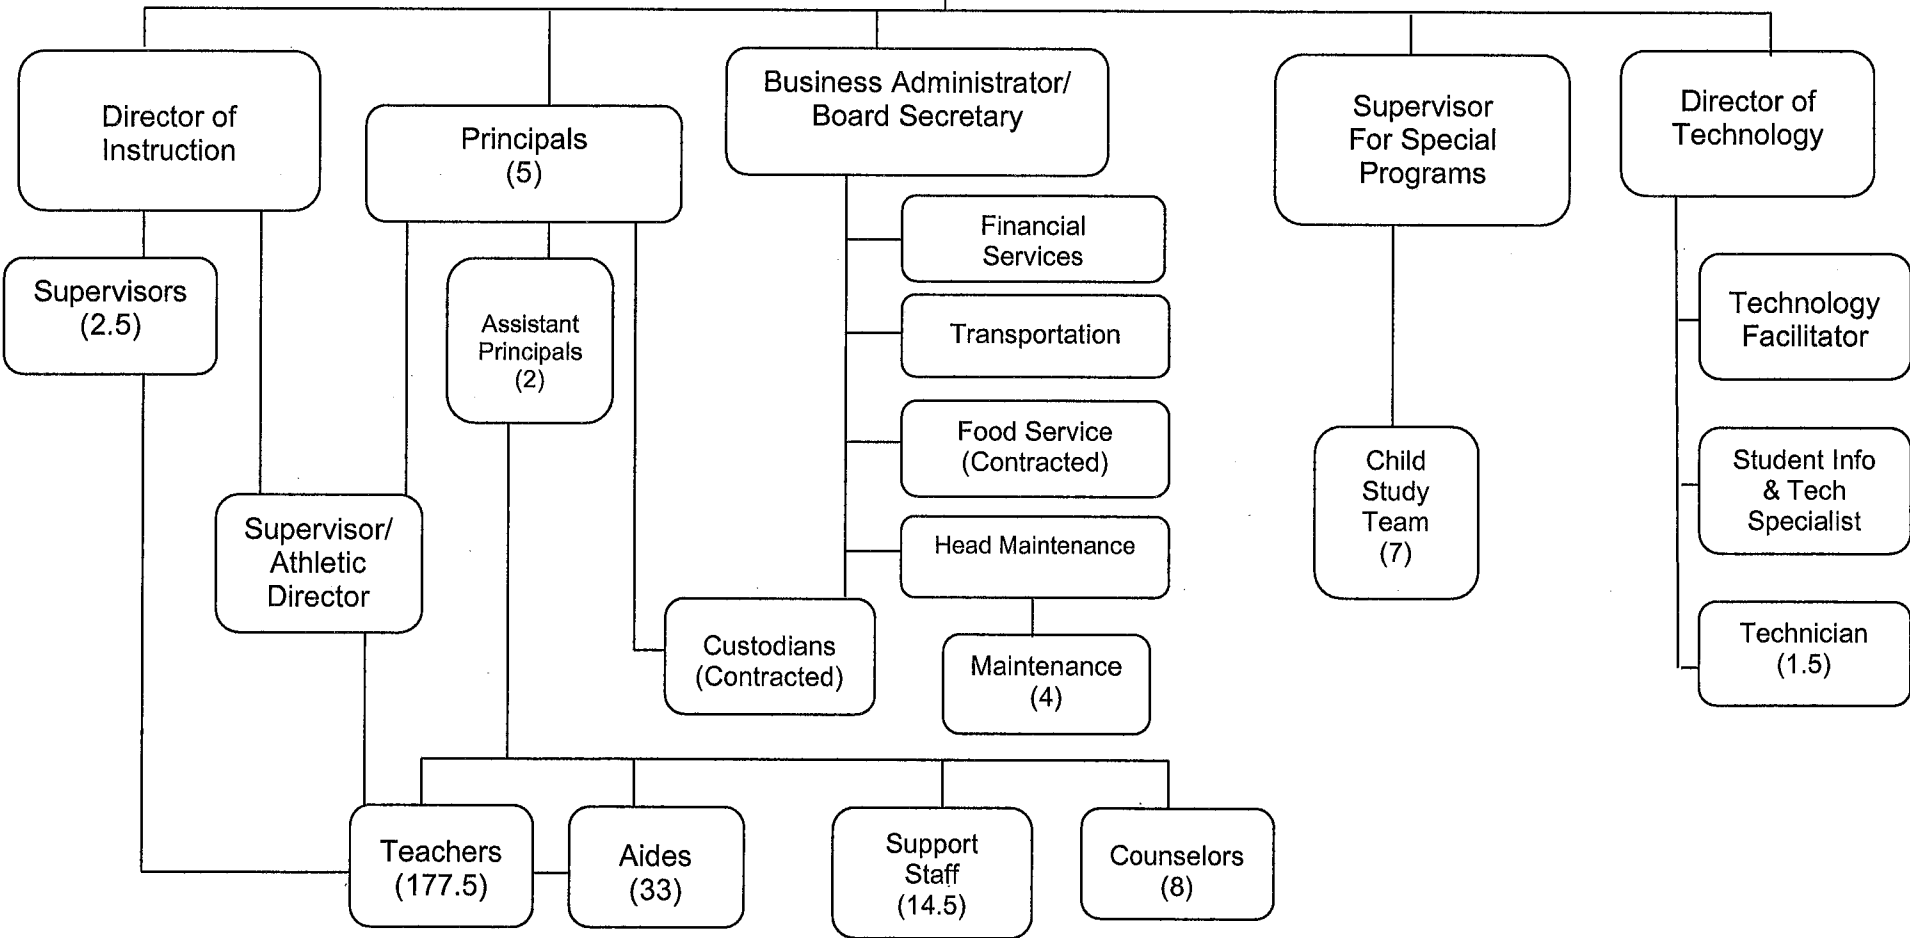 Director of
Instruction
Principals
(5)
Business Administrator/
Board Secretary
Supervisor
For Special
Programs
Director of
Technology
Supervisors
(2.5)
Assistant
Principals
(2)
Financial
Services
Transportation
Food Service
(Contracted)
Head Maintenance
Maintenance
(4)
Custodians
(Contracted)
Child
Study
Team
(7)
Technology
Facilitator
Student Info
& Tech
Specialist
Technician
(1.5)
Supervisor/
Athletic
Director
Teachers
(177.5)
Aides
(33)
Support
Staff
(14.5)
Counselors
(8)